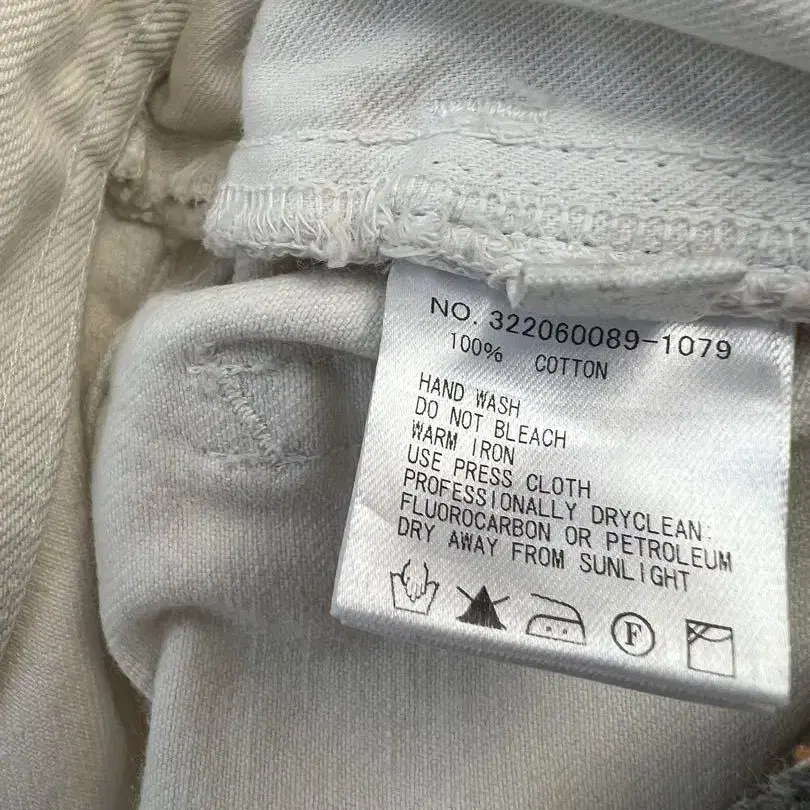 NO. 322060089-1079
100% COTTON
HAND WASH
DO NOT BLEACH
WARM IRON
USE PRESS CLOTH
PROFESSIONALLY DRYCLEAN:
FLUOROCARBON OR PETROLEUM
DRY AWAY FROM SUNLIGHT
F